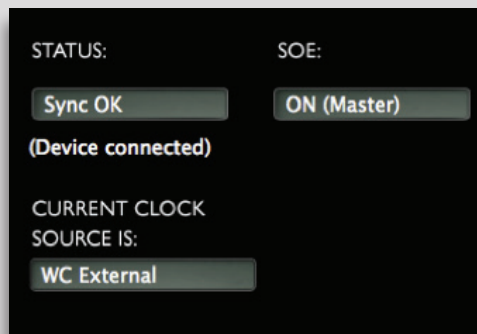 STATUS:
SOE:
Sync OK
ON (Master)
(Device connected)
CURRENT CLOCK
SOURCE IS:
WC External